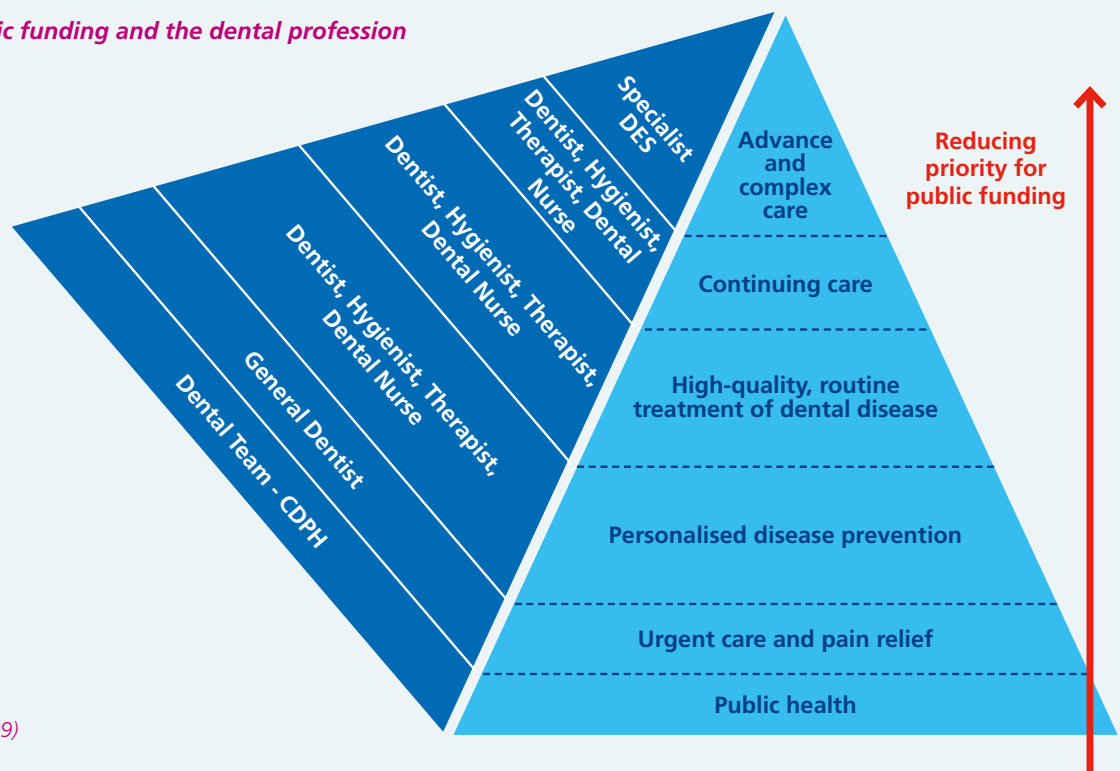 ic funding and the dental profession
Specialist
DES
Dentist, Hygienist,
Therapist, Dental
Nurse
Dentist, Hygienist, Therapist,
Dental Nurse
Dentist, Hygienist, Therapist,
Dental Nurse
General Dentist
Dental Team - CDPH
Advance
and
complex
care
Continuing care
High-quality, routine
treatment of dental disease
Personalised disease prevention
Urgent care and pain relief
Public health
Reducing
priority for
public funding
9)